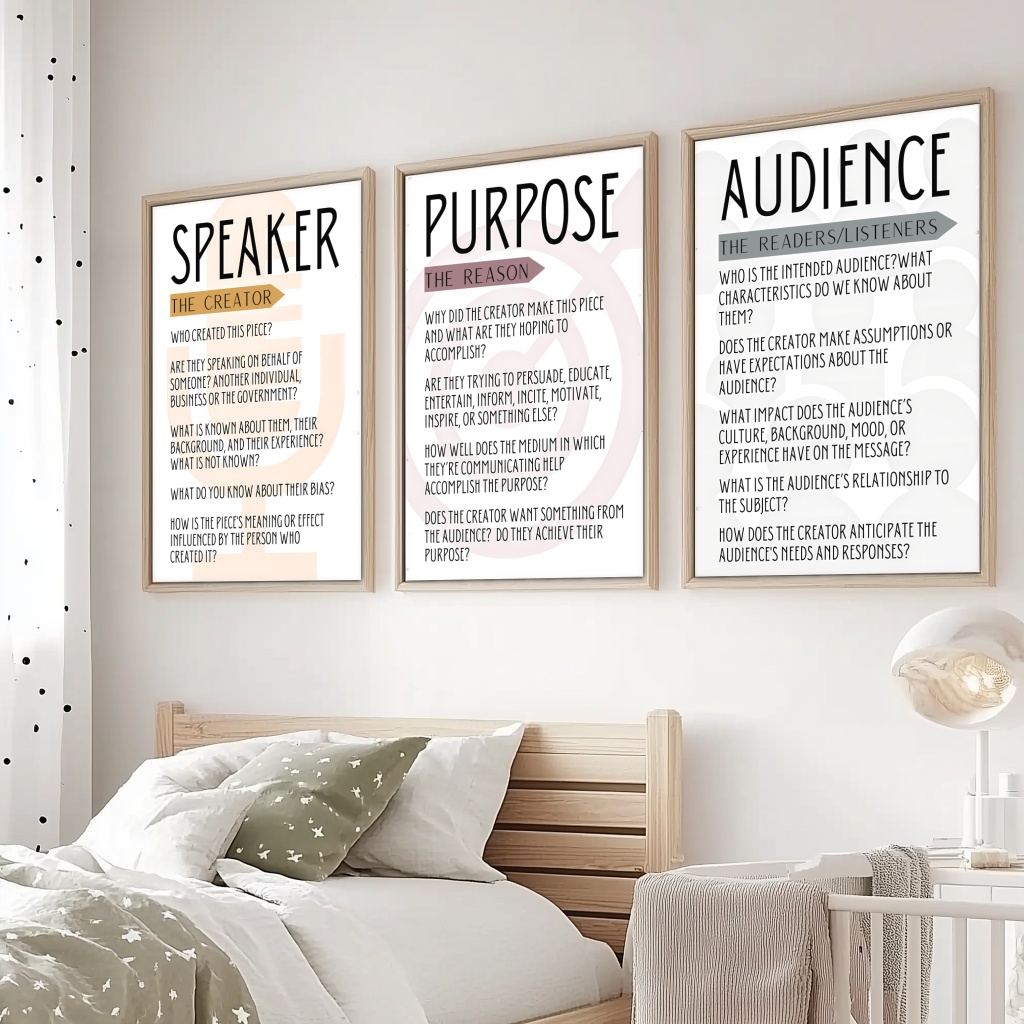 SPEAKER
THE CREATOR
WHO CREATED THIS PIECE?
ARE THEY SPEAKING ON BEHALF OF
SOMEONE? ANOTHER INDIVIDUAL,
BUSINESS OR THE GOVERNMENT?
WHAT IS KNOWN ABOUT THEM, THEIR
BACKGROUND, AND THEIR EXPERIENCE?
WHAT IS NOT KNOWN?
WHAT DO YOU KNOW ABOUT THEIR BIAS?
HOW IS THE PIECE'S MEANING OR EFFECT
INFLUENCED BY THE PERSON WHO
CREATED IT?
PURPOSE
THE REASON
WHY DID THE CREATOR MAKE THIS PIECE
AND WHAT ARE THEY HOPING TO
ACCOMPLISH?
ARE THEY TRYING TO PERSUADE, EDUCATE,
ENTERTAIN, INFORM, INCITE, MOTIVATE,
INSPIRE, OR SOMETHING ELSE?
HOW WELL DOES THE MEDIUM IN WHICH
THEY'RE COMMUNICATING HELP
ACCOMPLISH THE PURPOSE?
DOES THE CREATOR WANT SOMETHING FROM
THE AUDIENCE? DO THEY ACHIEVE THEIR
PURPOSE?
AUDIENCE
THE READERS/LISTENERS
WHO IS THE INTENDED AUDIENCE?WHAT
CHARACTERISTICS DO WE KNOW ABOUT
THEM?
DOES THE CREATOR MAKE ASSUMPTIONS OR
HAVE EXPECTATIONS ABOUT THE
AUDIENCE?
WHAT IMPACT DOES THE AUDIENCE'S
CULTURE, BACKGROUND, MOOD, OR
EXPERIENCE HAVE ON THE MESSAGE?
WHAT IS THE AUDIENCE'S RELATIONSHIP TO
THE SUBJECT?
HOW DOES THE CREATOR ANTICIPATE THE
AUDIENCE'S NEEDS AND RESPONSES?